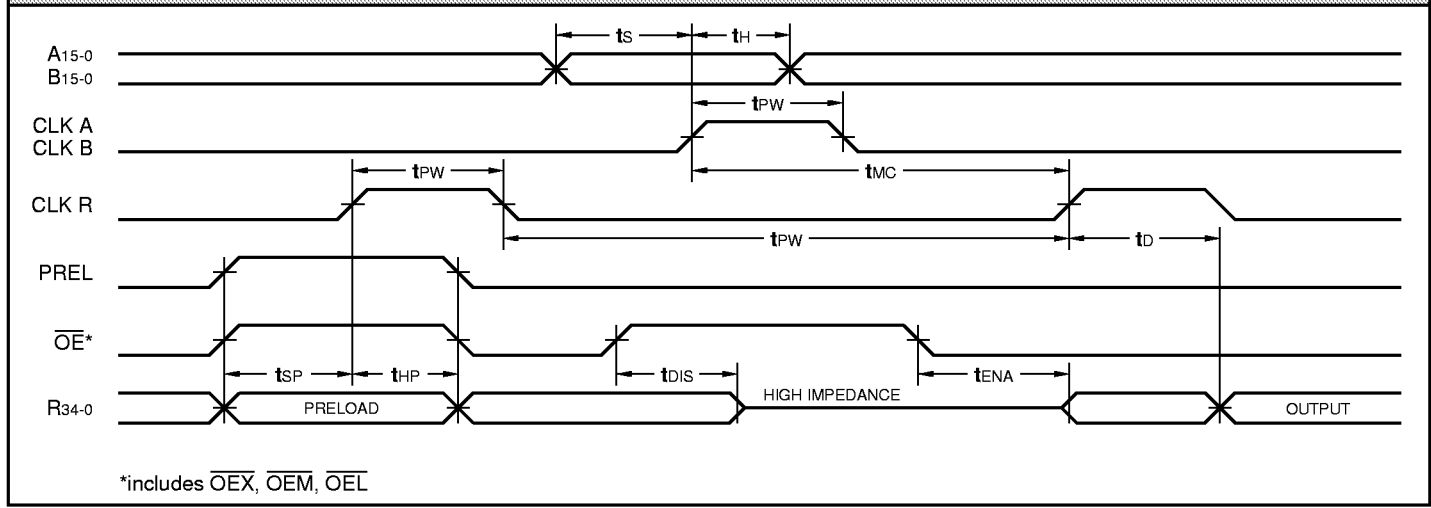 tS tH
A15-0
B15-0
tPW
CLK A
CLK B
tPW tMC
CLK R
tPW tD
PREL
OE*
tSP tHP tDIS tENA
R34-0 PRELOAD HIGH IMPEDANCE OUTPUT
*includes OEX, OEM, OEL